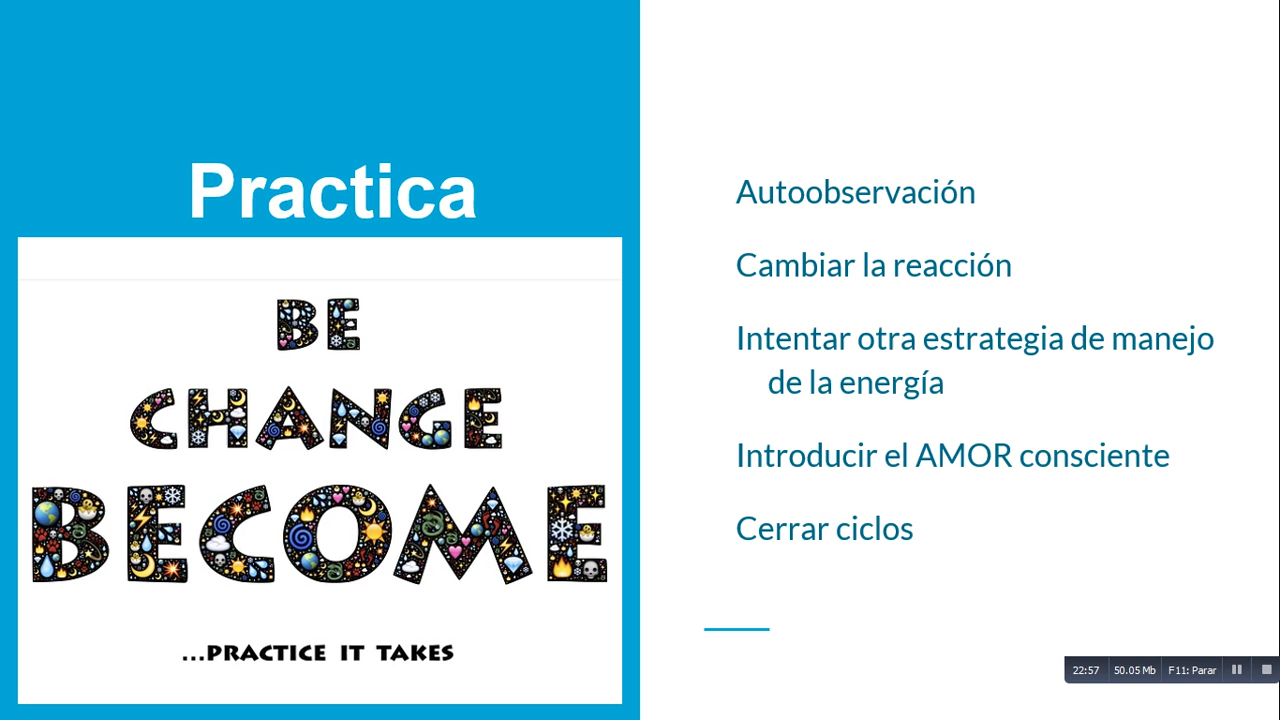 Practica
BE
CHANGE
BECOME
...PRACTICE IT TAKES
Autoobservación
Cambiar la reacción
Intentar otra estrategia de manejo
de la energía
Introducir el AMOR consciente
Cerrar ciclos
22:57 50.05 Mb F11: Parar